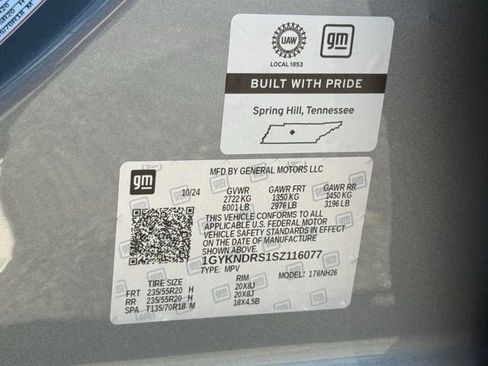 UAW
LOCAL 1853
gm
BUILT WITH PRIDE
Spring Hill, Tennessee
gm
MFD BY GENERAL MOTORS LLC
10/24 GVWR GAWR FRT GAWR RR
2722 KG 1350 KG 1450 KG
6001 LB 2976 LB 3196 LB
THIS VEHICLE CONFORMS TO ALL
APPLICABLE U.S. FEDERAL MOTOR
VEHICLE SAFETY STANDARDS IN EFFECT
ON THE DATE OF MANUFACTURE
SHOWN ABOVE.
1GYKNDRS1SZ116077
TYPE: MPV MODEL: 176NH26
TIRE SIZE RIM
FRT 235/55R20 H 20X8J
RR 235/55R20 H 20X8J
SPA T135/70R18 M 18X4.5B